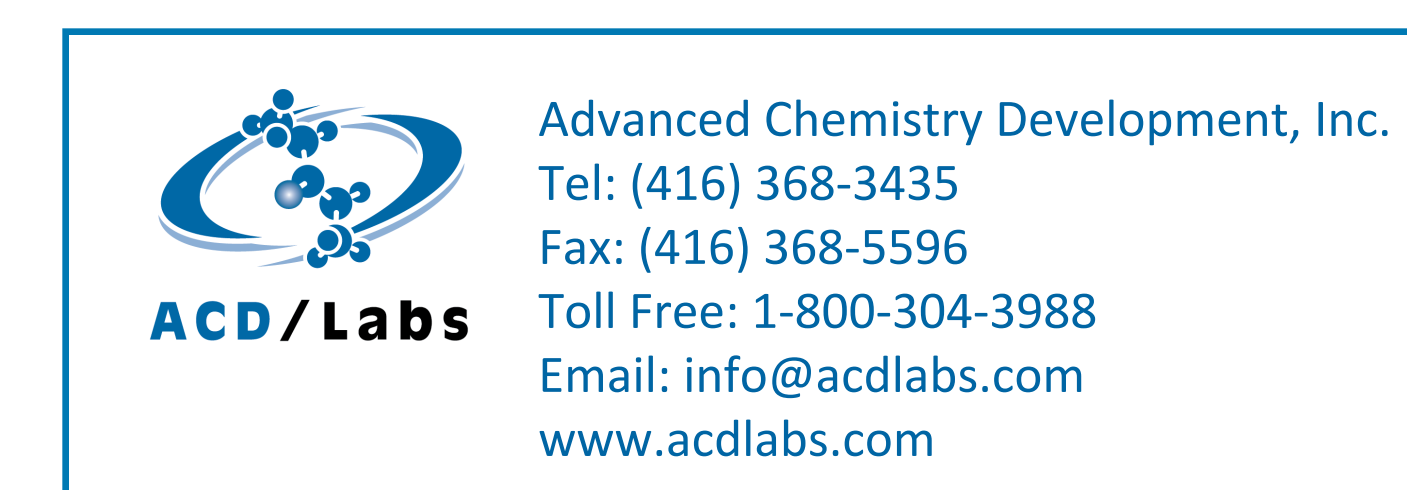 ACD/Labs
Advanced Chemistry Development, Inc.
Tel: (416) 368-3435
Fax: (416) 368-5596
Toll Free: 1-800-304-3988
Email: info@acdlabs.com
www.acdlabs.com